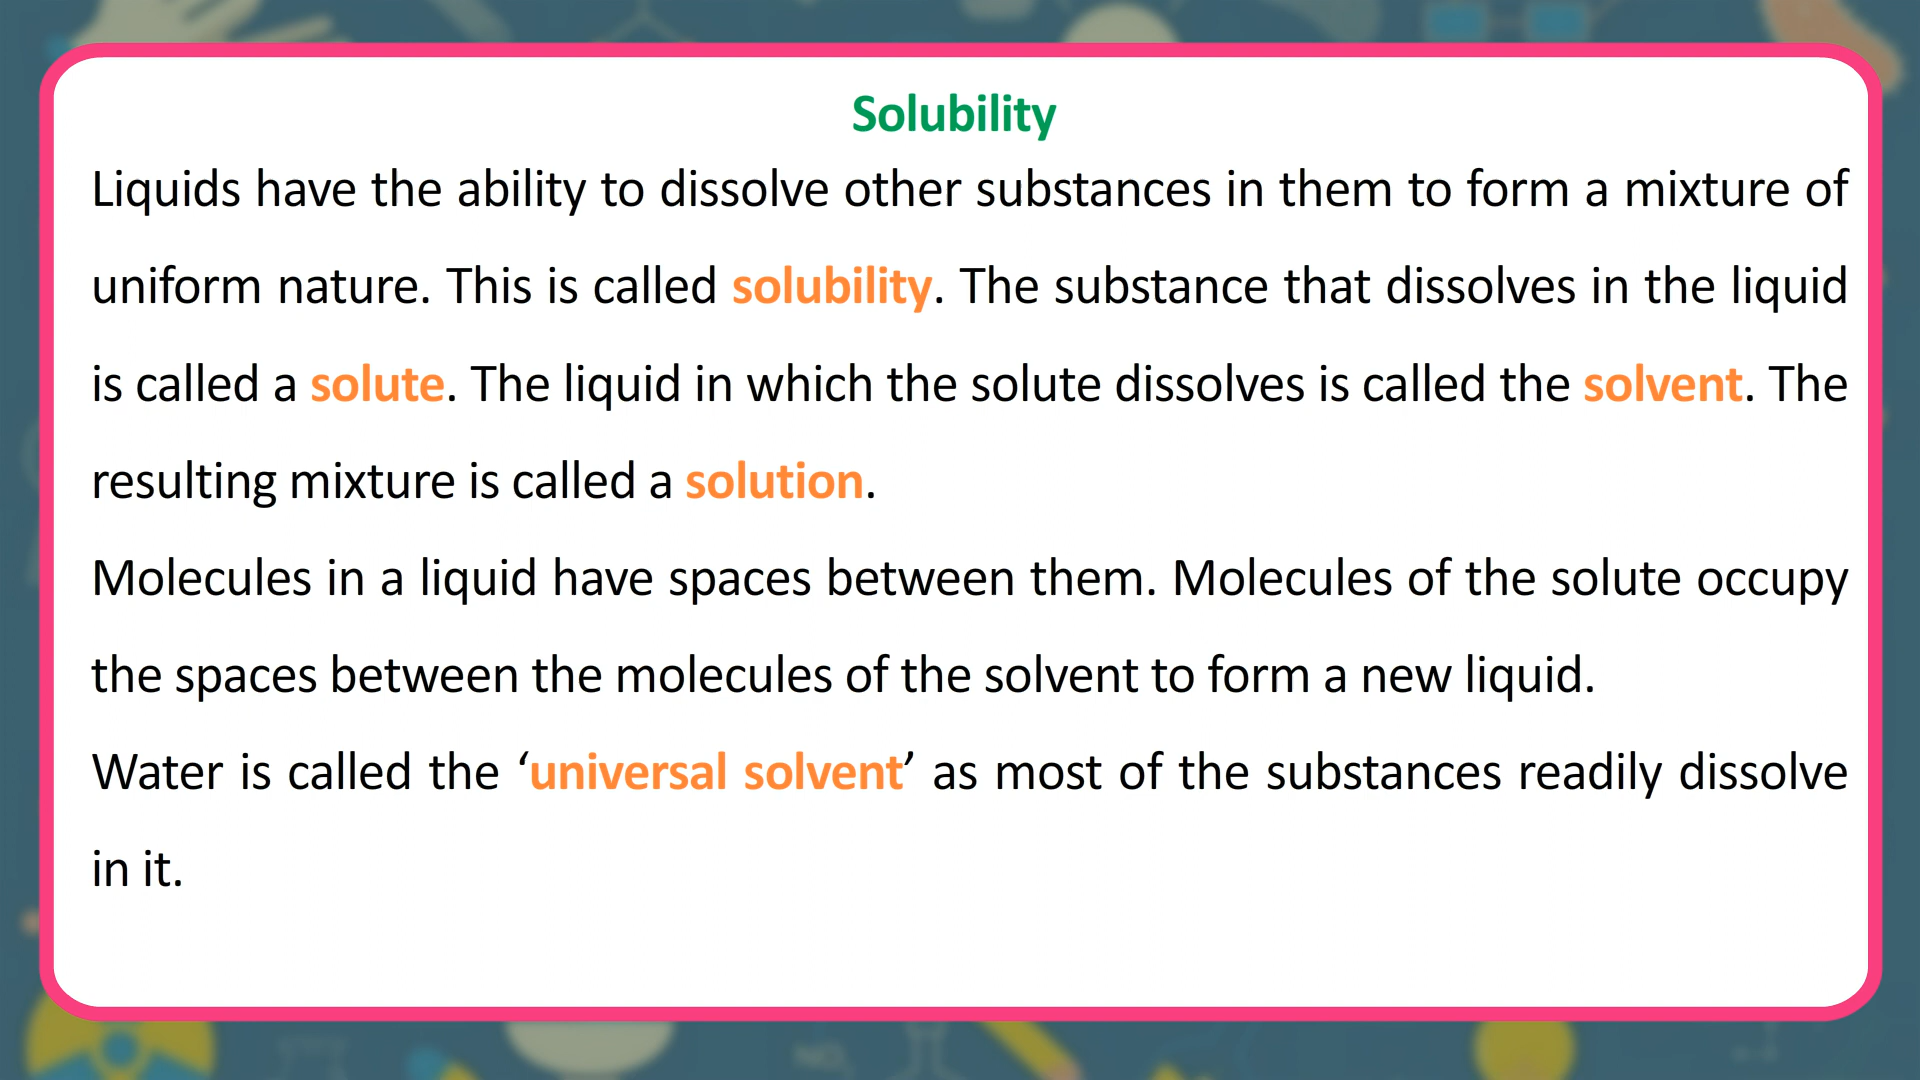 Solubility
Liquids have the ability to dissolve other substances in them to form a mixture of
uniform nature. This is called solubility. The substance that dissolves in the liquid
is called a solute. The liquid in which the solute dissolves is called the solvent. The
resulting mixture is called a solution.
Molecules in a liquid have spaces between them. Molecules of the solute occupy
the spaces between the molecules of the solvent to form a new liquid.
Water is called the ‘universal solvent’ as most of the substances readily dissolve
in it.